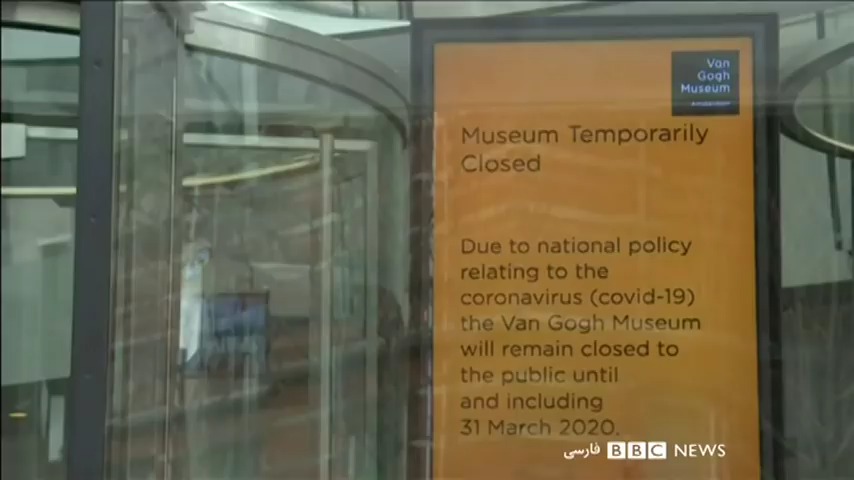 Van
Gogh
Museum
Amsterdam
Museum Temporarily
Closed
Due to national policy
relating to the
coronavirus (covid-19)
the Van Gogh Museum
will remain closed to
the public until
and including
31 March 2020.
فارسی BBC NEWS